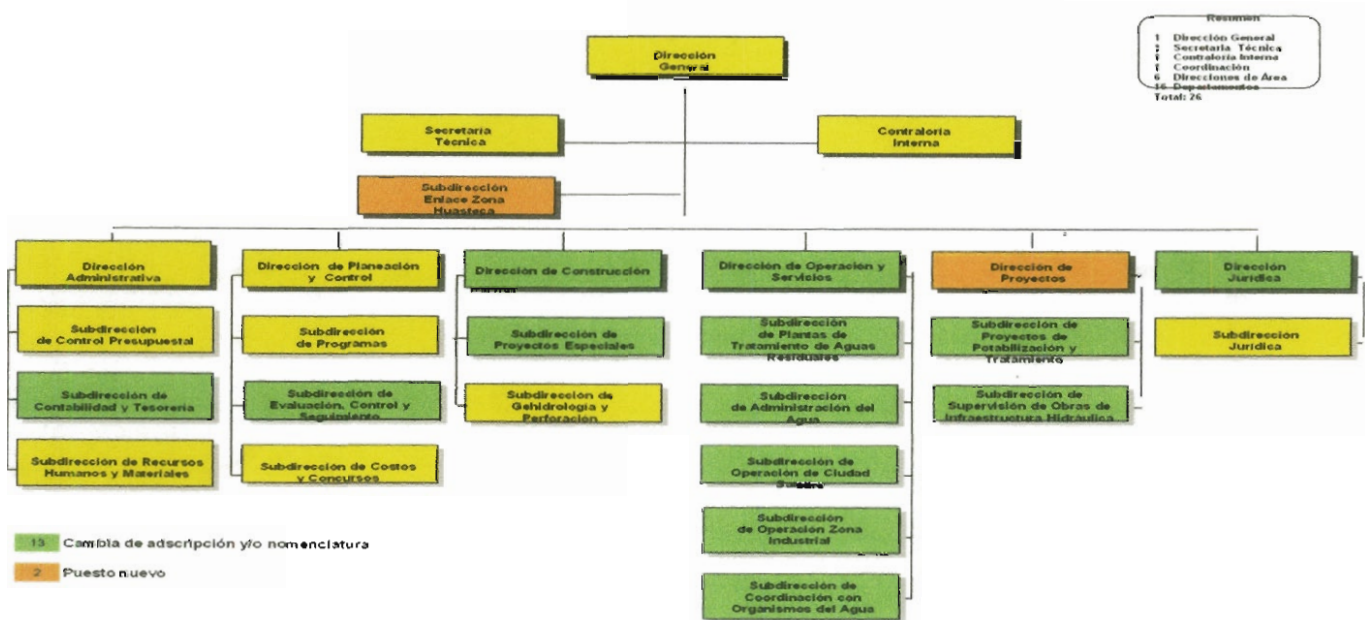 Resumen
1 Dirección General
Secretaria Técnica
Contraloría Interna
Coordinación
6 Direcciones de Área
16 Departamentos
Total: 26
Dirección
General
Secretaría
Técnica
Contraloría
Interna
Subdirección
Enlace Zona
Huasteca
Dirección
Administrativa
Subdirección
de Control Presupuestal
Subdirección de
Contabilidad y Tesorería
Subdirección de Recursos
Humanos y Materiales
Dirección de Planeación
y Control
Subdirección
de Programas
Subdirección de
Evaluación, Control y
Seguimiento
Subdirección de Costos
y Concursos
Dirección de Construcción
Subdirección de
Proyectos Especiales
Subdirección de
Gehidrología y
Perforación
Dirección de Operación y
Servicios
Subdirección
de Plantas de
Tratamiento de Aguas
Residuales
Subdirección
de Administración del
Agua
Subdirección de
Operación de Ciudad
Subdirección
de Operación Zona
Industrial
Subdirección de
Coordinación con
Organismos del Agua
Dirección de
Proyectos
Subdirección de
Proyectos de
Potabilización y
Tratamiento
Subdirección de
Supervisión de Obras de
Infraestructura Hidráulica
Dirección
Jurídica
Subdirección
Jurídica
13 Cambia de adscripción y/o nomenclatura
2 Puesto nuevo